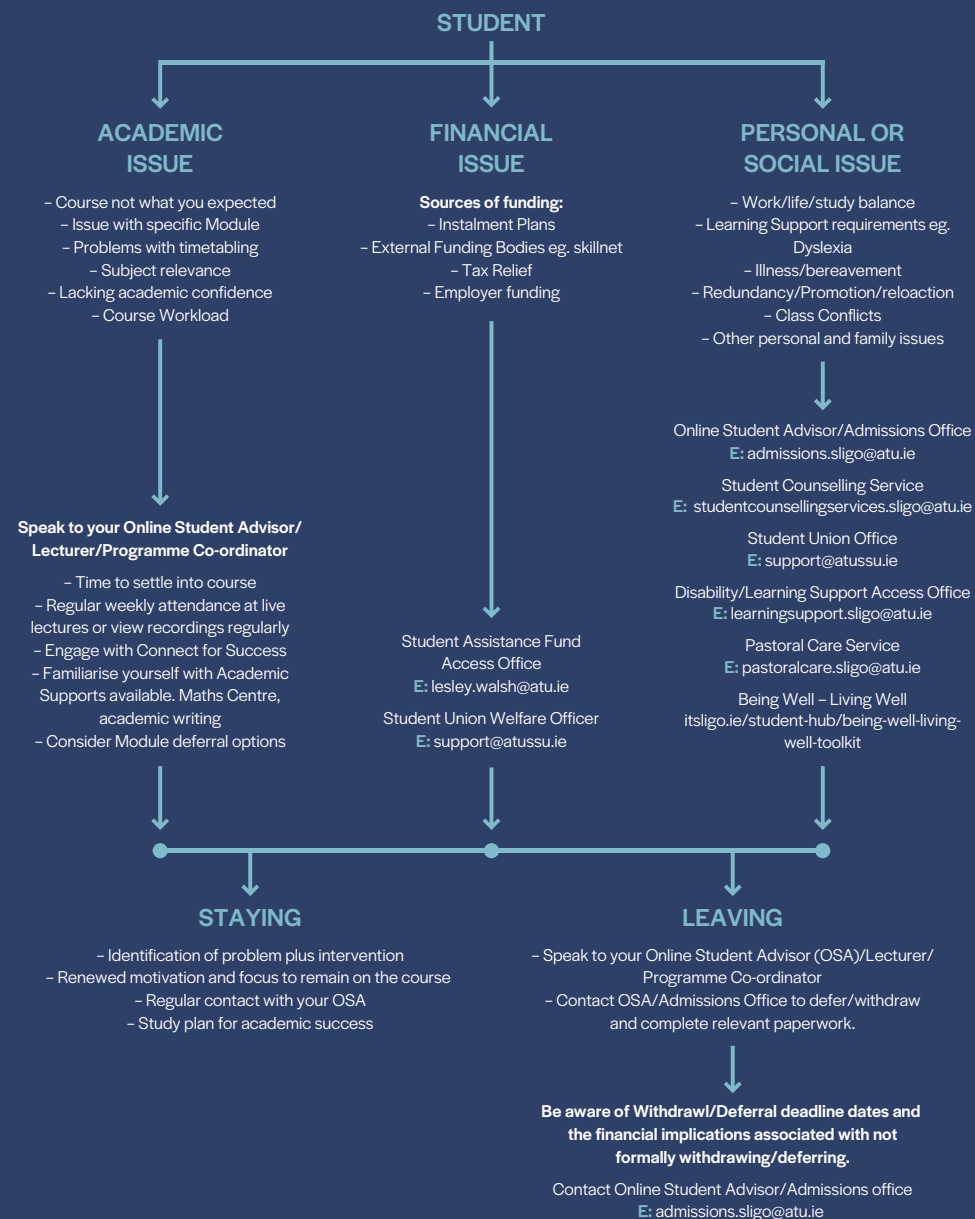 STUDENT
ACADEMIC
ISSUE
– Course not what you expected
– Issue with specific Module
– Problems with timetabling
– Subject relevance
– Lacking academic confidence
– Course Workload
Speak to your Online Student Advisor/
Lecturer/Programme Co-ordinator
– Time to settle into course
– Regular weekly attendance at live
lectures or view recordings regularly
– Engage with Connect for Success
– Familiarise yourself with Academic
Supports available. Maths Centre,
academic writing
– Consider Module deferral options
FINANCIAL
ISSUE
Sources of funding:
– Instalment Plans
– External Funding Bodies eg. skillnet
– Tax Relief
– Employer funding
Student Assistance Fund
Access Office
E: lesley.walsh@atu.ie
Student Union Welfare Officer
E: support@atussu.ie
PERSONAL OR
SOCIAL ISSUE
– Work/life/study balance
– Learning Support requirements eg.
Dyslexia
– Illness/bereavement
– Redundancy/Promotion/reloaction
– Class Conflicts
– Other personal and family issues
Online Student Advisor/Admissions Office
E: admissions.sligo@atu.ie
Student Counselling Service
E: studentcounsellingservices.sligo@atu.ie
Student Union Office
E: support@atussu.ie
Disability/Learning Support Access Office
E: learningsupport.sligo@atu.ie
Pastoral Care Service
E: pastoralcare.sligo@atu.ie
Being Well – Living Well
itsligo.ie/student-hub/being-well-living-
well-toolkit
STAYING
– Identification of problem plus intervention
– Renewed motivation and focus to remain on the course
– Regular contact with your OSA
– Study plan for academic success
LEAVING
– Speak to your Online Student Advisor (OSA)/Lecturer/
Programme Co-ordinator
– Contact OSA/Admissions Office to defer/withdraw
and complete relevant paperwork.
Be aware of Withdrawl/Deferral deadline dates and
the financial implications associated with not
formally withdrawing/deferring.
Contact Online Student Advisor/Admissions office
E: admissions.sligo@atu.ie